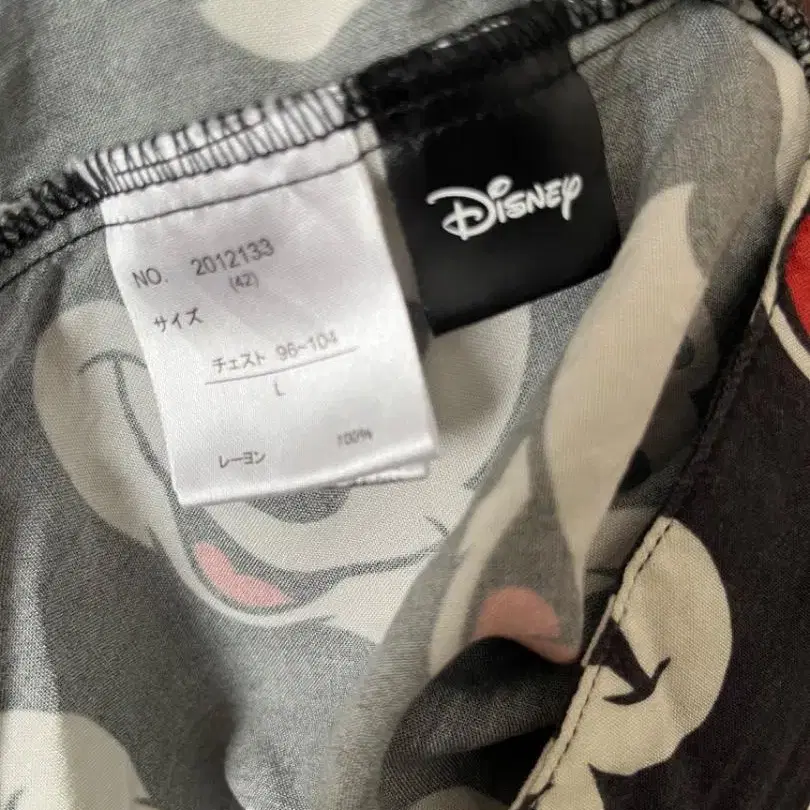 NO. 2012133
(42)
サイズ
チェスト 96~104
L
レーヨン 100%
Disney